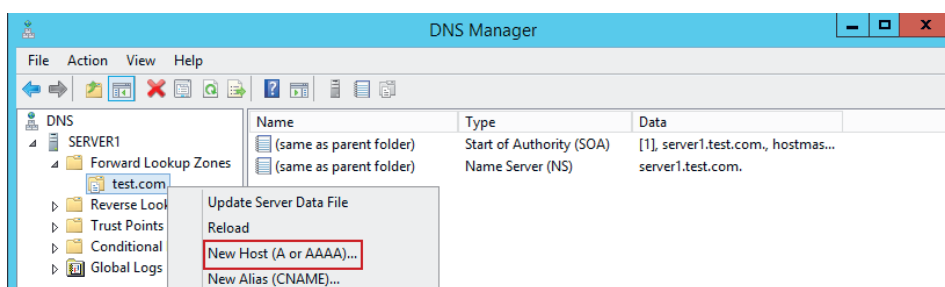 DNS Manager
File Action View Help
DNS
SERVER1
Forward Lookup Zones
test.com
Reverse Look
Trust Points
Conditional
Global Logs
Name Type Data
(same as parent folder) Start of Authority (SOA) [1], server1.test.com., hostmas...
(same as parent folder) Name Server (NS) server1.test.com.
Update Server Data File
Reload
New Host (A or AAAA)...
New Alias (CNAME)...